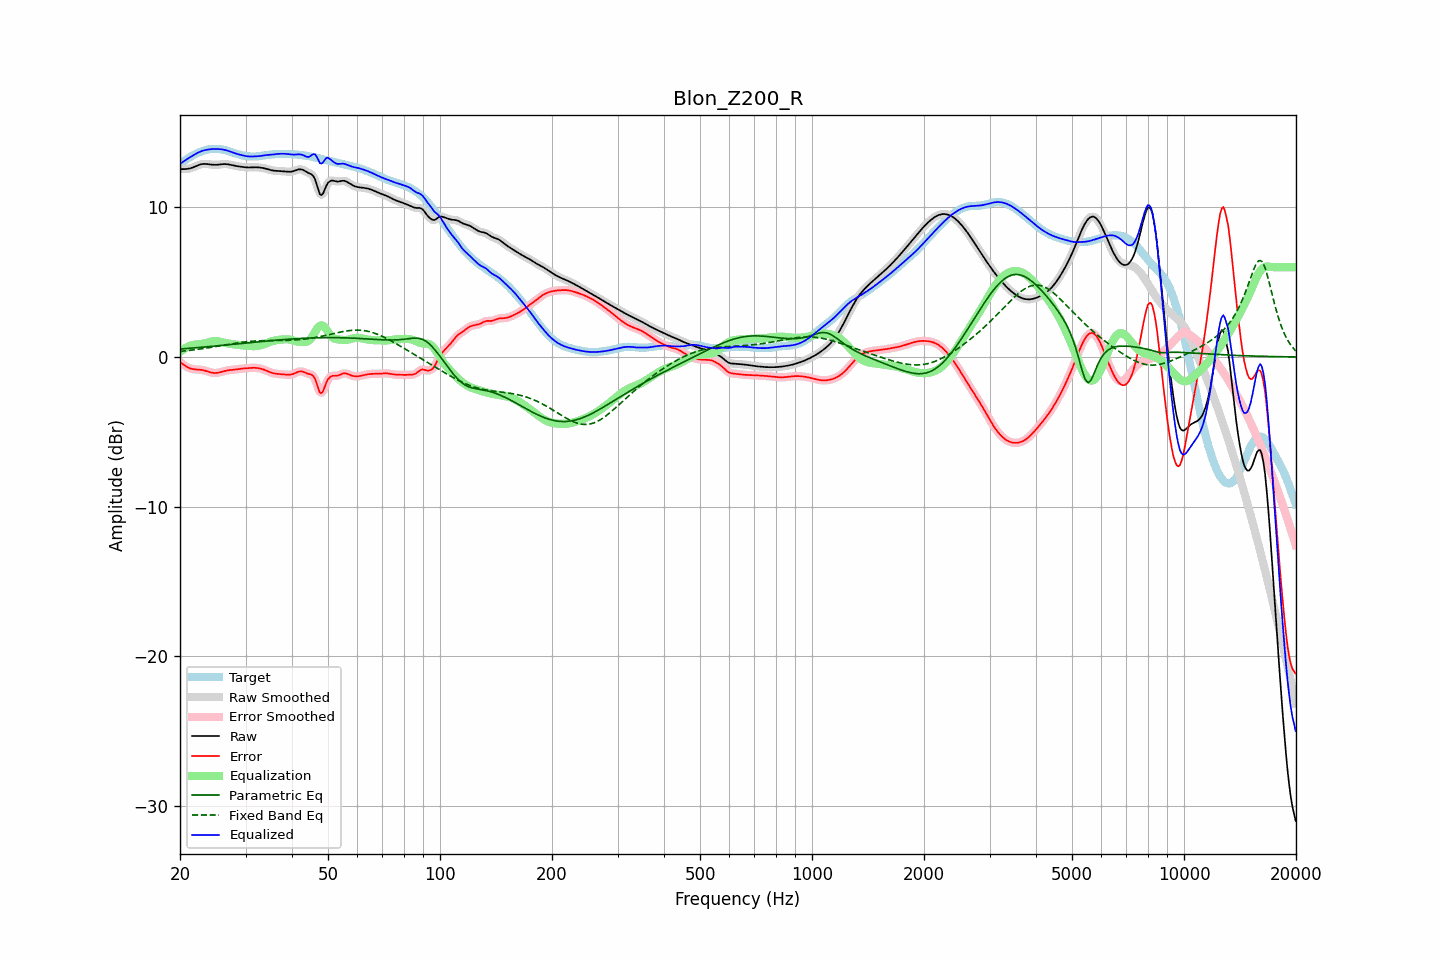 Blon_Z200_R
Amplitude (dBr)
10
0
−10
−20
−30
Target
Raw Smoothed
Error Smoothed
Raw
Error
Equalization
Parametric Eq
Fixed Band Eq
Equalized
20 50 100 200 500 1000 2000 5000 10000 20000
Frequency (Hz)